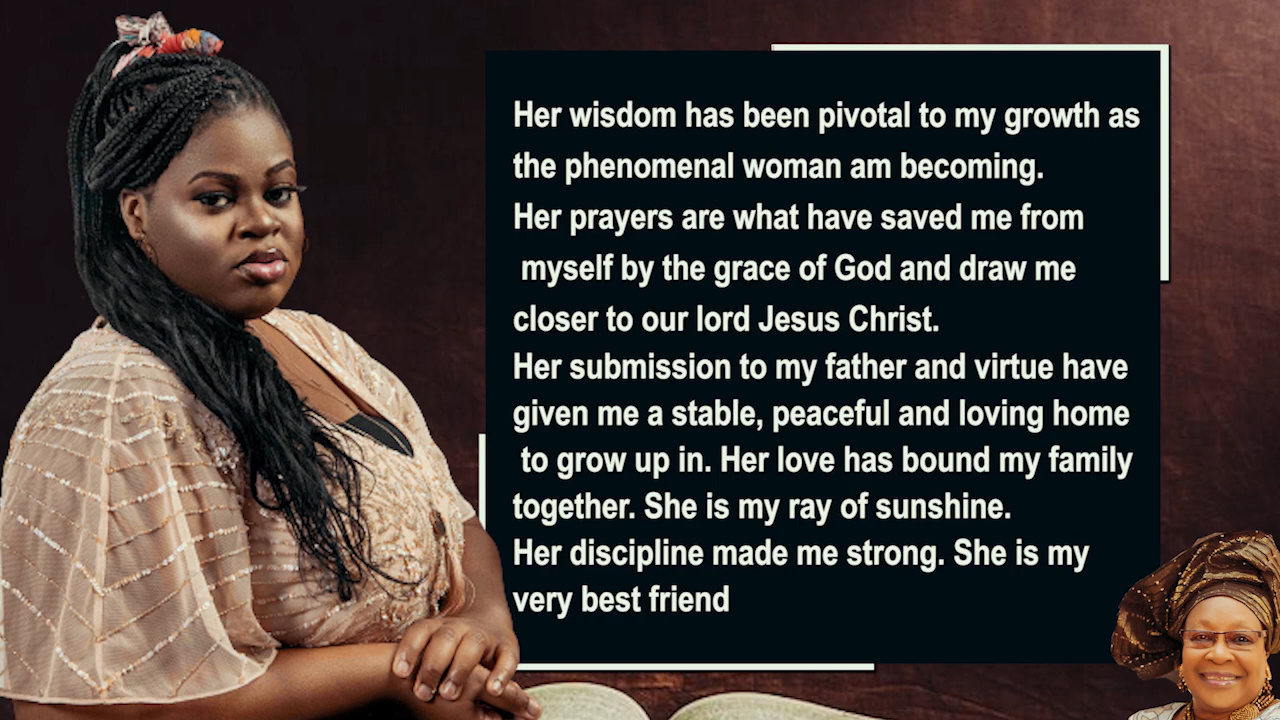 Her wisdom has been pivotal to my growth as
the phenomenal woman am becoming.
Her prayers are what have saved me from
myself by the grace of God and draw me
closer to our lord Jesus Christ.
Her submission to my father and virtue have
given me a stable, peaceful and loving home
to grow up in. Her love has bound my family
together. She is my ray of sunshine.
Her discipline made me strong. She is my
very best friend